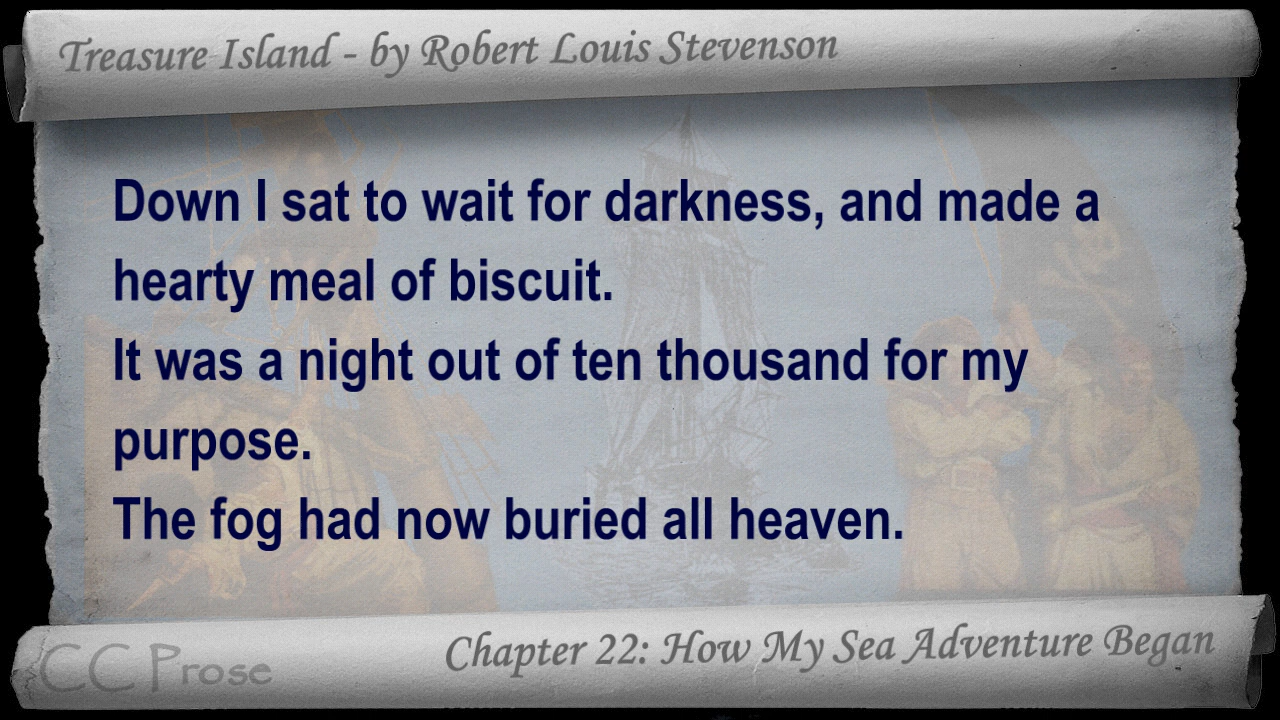 Treasure Island - by Robert Louis Stevenson
Down I sat to wait for darkness, and made a
hearty meal of biscuit.
It was a night out of ten thousand for my
purpose.
The fog had now buried all heaven.
CC Prose
Chapter 22: How My Sea Adventure Began